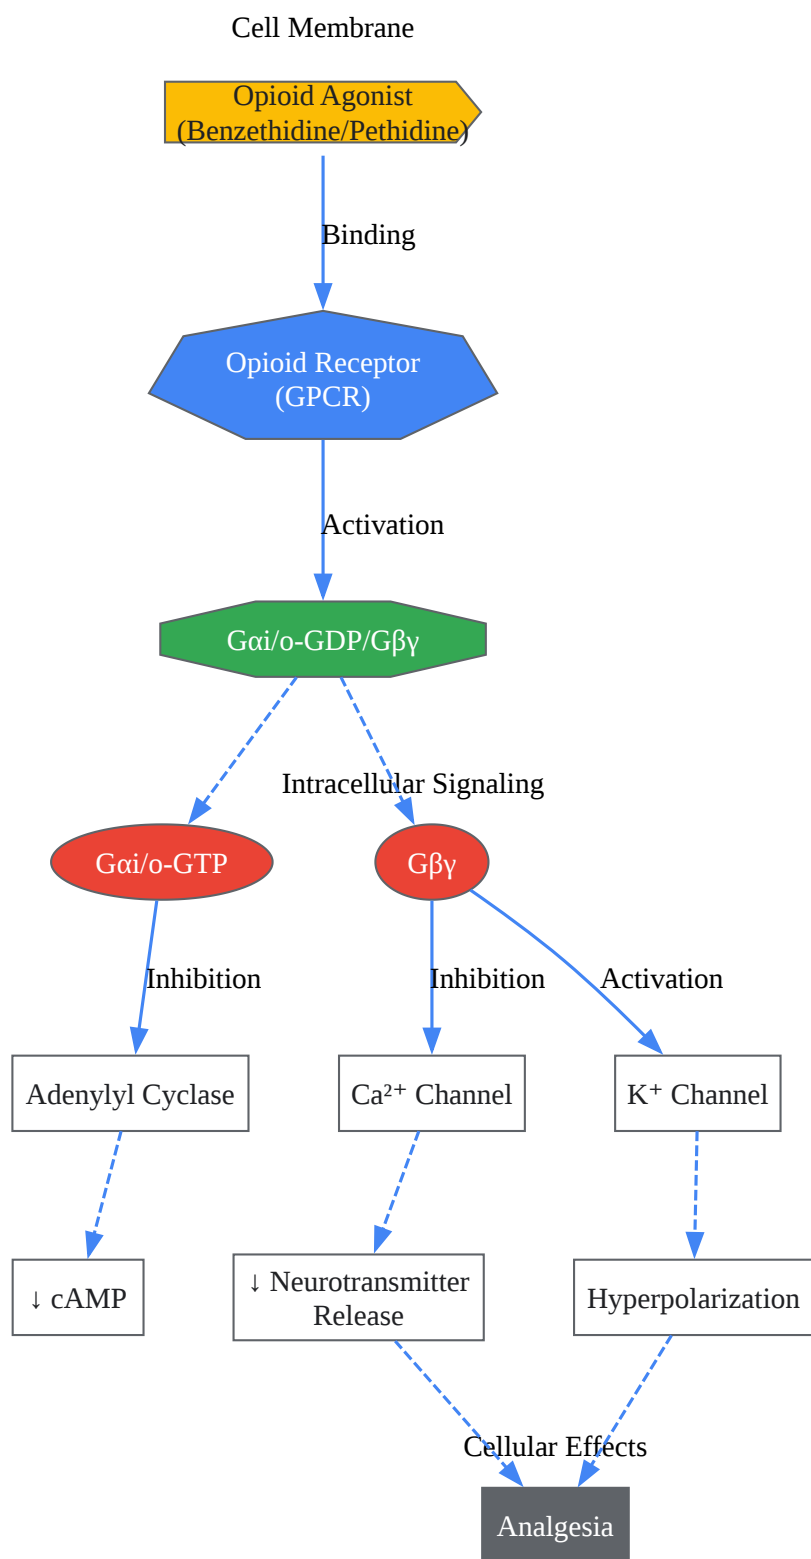 Cell Membrane
Opioid Agonist
(Benzethidine/Pethidine)
Binding
Opioid Receptor
(GPCR)
Activation
Gαi/o-GDP/Gβγ
Intracellular Signaling
Gαi/o-GTP
Gβγ
Inhibition
Inhibition
Activation
Adenylyl Cyclase
Ca²⁺ Channel
K⁺ Channel
↓ cAMP
↓ Neurotransmitter
Release
Hyperpolarization
Cellular Effects
Analgesia